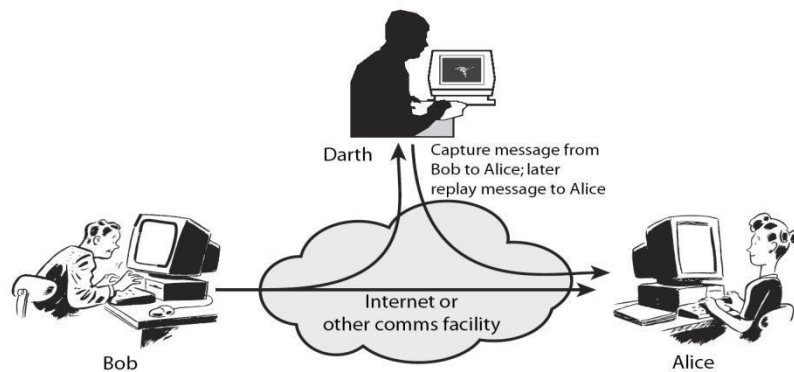 Darth
Capture message from
Bob to Alice; later
replay message to Alice
Internet or
other comms facility
Bob
Alice